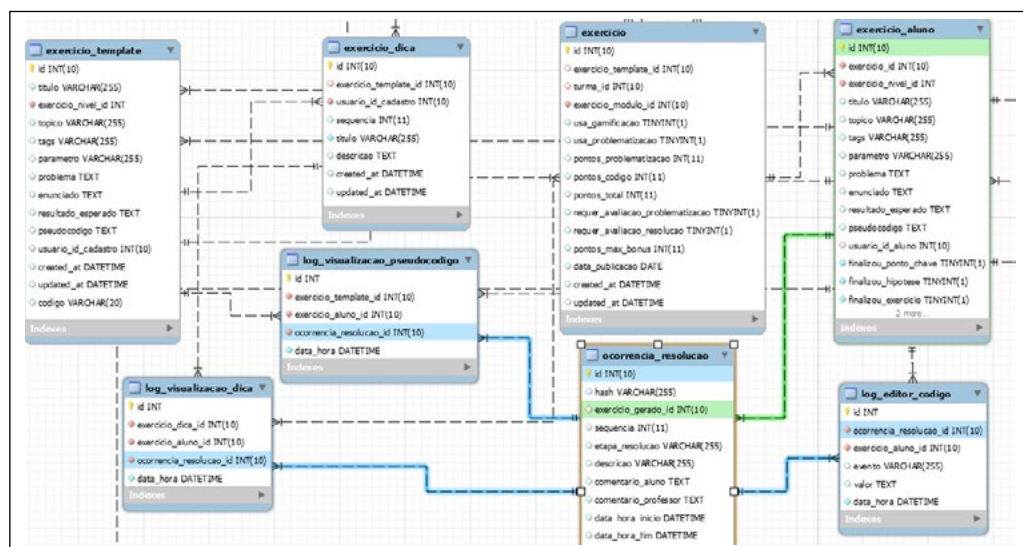 exercicio_template
id INT(10)
titulo VARCHAR(255)
exercicio_nivel_id INT
topico VARCHAR(255)
tags VARCHAR(255)
parametro VARCHAR(255)
problema TEXT
enunciado TEXT
resultado_esperado TEXT
pseudocodigo TEXT
usuario_id_cadastro INT(10)
created_at DATETIME
updated_at DATETIME
codigo VARCHAR(20)
Indexes
exercicio_dica
id INT(10)
exercicio_template_id INT(10)
usuario_id_cadastro INT(10)
sequencia INT(11)
titulo VARCHAR(255)
descricao TEXT
created_at DATETIME
updated_at DATETIME
Indexes
exercicio
id INT(10)
exercicio_template_id INT(10)
turma_id INT(10)
exercicio_modulo_id INT(10)
usa_gamificacao TINYINT(1)
usa_problematizacao TINYINT(1)
pontos_problematizacao INT(11)
pontos_codigo INT(11)
pontos_total INT(11)
requer_avaliacao_problematizacao TINYINT(1)
requer_avaliacao_resolucao TINYINT(1)
pontos_max_bonus INT(11)
data_publicacao DATE
created_at DATETIME
updated_at DATETIME
Indexes
exercicio_aluno
id INT(10)
exercicio_id INT(10)
exercicio_nivel_id INT
titulo VARCHAR(255)
topico VARCHAR(255)
tags VARCHAR(255)
parametro VARCHAR(255)
problema TEXT
enunciado TEXT
resultado_esperado TEXT
pseudocodigo TEXT
usuario_id_aluno INT(10)
finalizou_ponto_chave TINYINT(1)
finalizou_hipotese TINYINT(1)
finalizou_exercicio TINYINT(1)
2 more...
Indexes
log_visualizacao_pseudocodigo
id INT
exercicio_template_id INT(10)
exercicio_aluno_id INT(10)
ocorrencia_resolucao_id INT(10)
data_hora DATETIME
Indexes
log_visualizacao_dica
id INT
exercicio_dica_id INT(10)
exercicio_aluno_id INT(10)
ocorrencia_resolucao_id INT(10)
data_hora DATETIME
Indexes
ocorrencia_resolucao
id INT(10)
hash VARCHAR(255)
exercicio_gerado_id INT(10)
sequencia INT(11)
etapa_resolucao VARCHAR(255)
descricao VARCHAR(255)
comentario_aluno TEXT
comentario_professor TEXT
data_hora_inicio DATETIME
data_hora_fim DATETIME
log_editor_codigo
id INT
ocorrencia_resolucao_id INT(10)
exercicio_aluno_id INT(10)
evento VARCHAR(255)
valor TEXT
data_hora DATETIME
Indexes